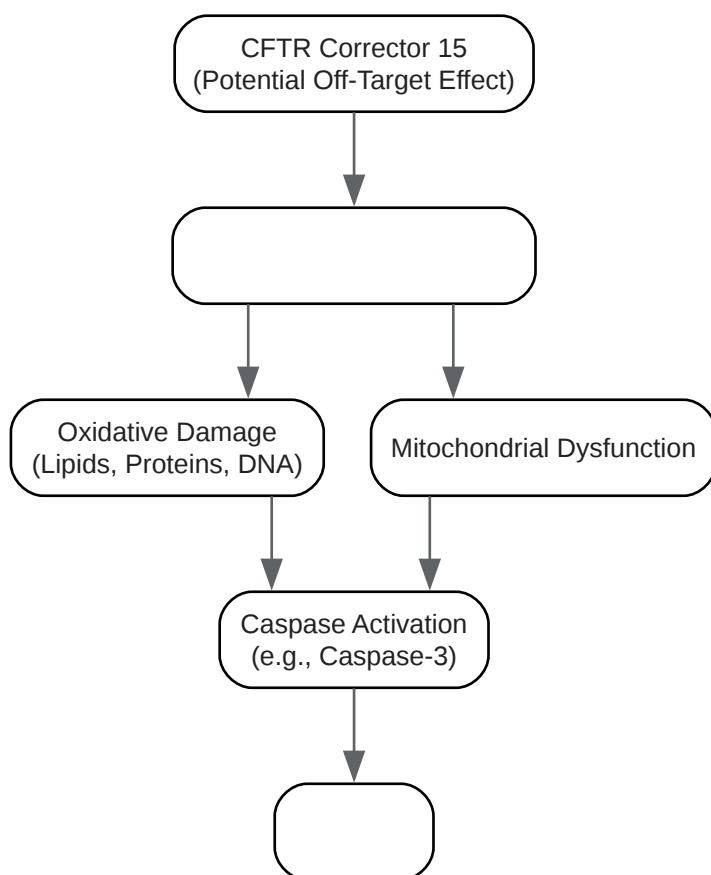 CFTR Corrector 15
(Potential Off-Target Effect)
Oxidative Damage
(Lipids, Proteins, DNA)
Mitochondrial Dysfunction
Caspase Activation
(e.g., Caspase-3)